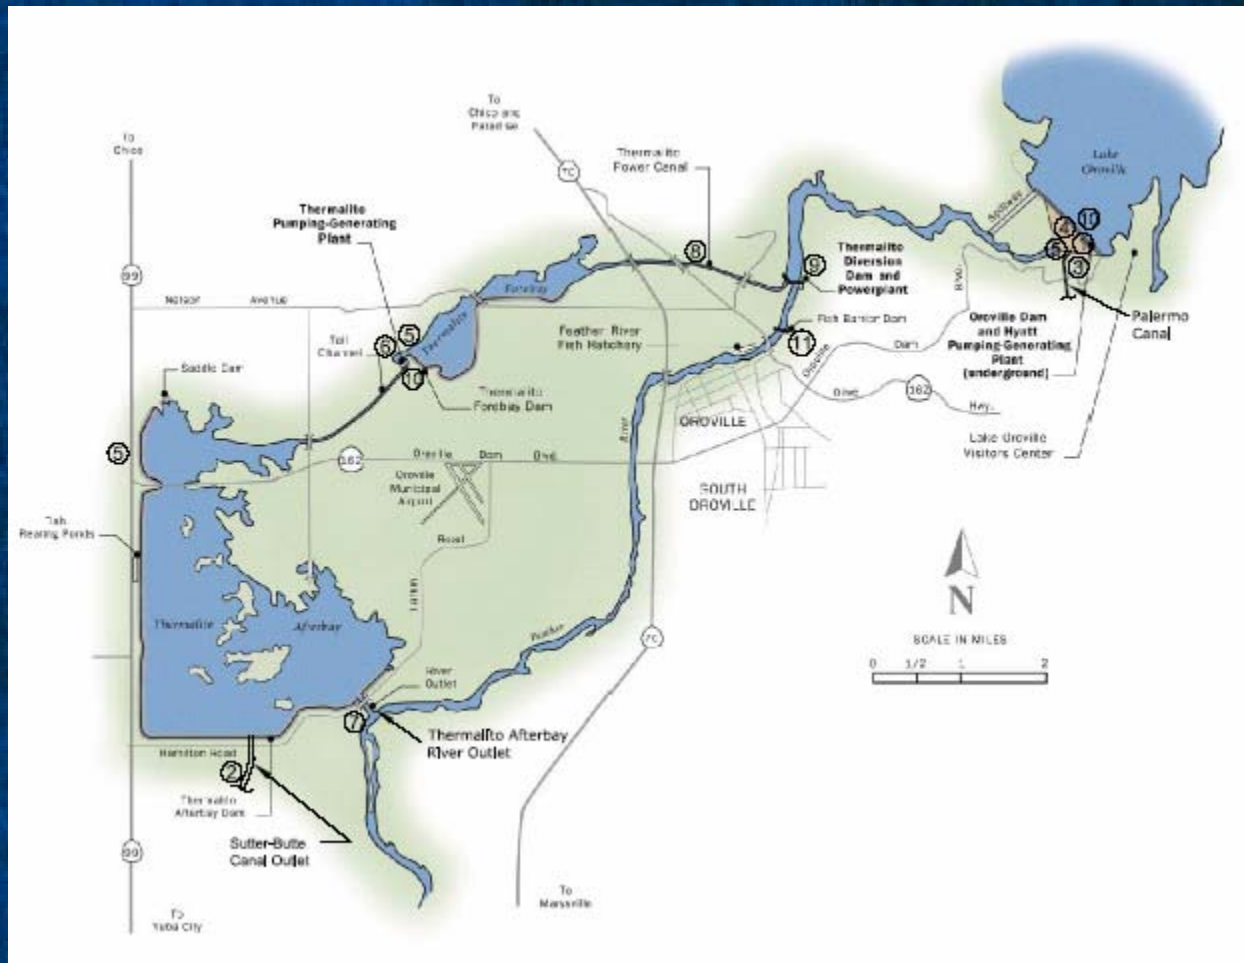 To
Chico and
Paradise
To
Chico
70
Thermalito
Power Canal
Lake
Oroville
Thermalito
Pumping-Generating
Plant
Spillway
4
10
5
3
99
8
9
Thermalito
Diversion
Dam and
Powerplant
Forebay
Nelson Avenue
Fish Barrier Dam
Blvd.
Oroville Dam
and Hyatt
Pumping-Generating
Plant
(underground)
Palermo
Canal
Tail
Channel
6
5
Thermalito
Feather River
Fish Hatchery
11
Oroville
Dam
Saddle Dam
10
Thermalito
Forebay Dam
Olive
162
Hwy.
OROVILLE
River
Lake Oroville
Visitors Center
5
162
Oroville Dam Blvd.
Oroville
Municipal
Airport
SOUTH
OROVILLE
Fish
Rearing Ponds
Road
Larkin
N
Thermalito
Afterbay
Feather
70
SCALE IN MILES
0 1/2 1 2
River
Outlet
7
Thermalito Afterbay
River Outlet
Hamilton Road
2
Thermalito
Afterbay Dam
Sutter-Butte
Canal Outlet
99
To
Marysville
To
Yuba City